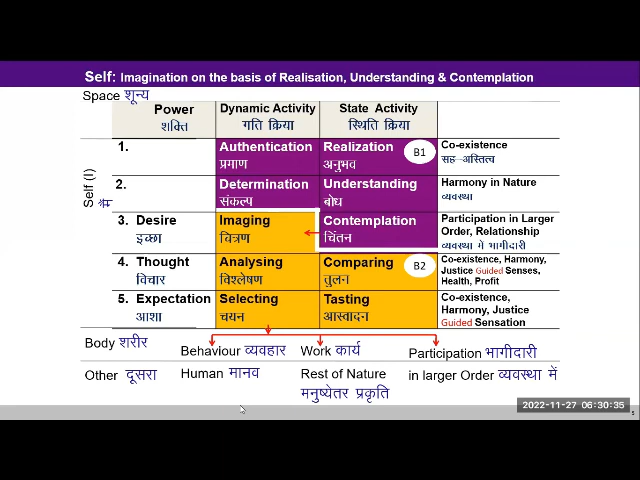 Self: Imagination on the basis of Realisation, Understanding & Contemplation
Space शून्य
Power Dynamic Activity State Activity
शक्ति गति क्रिया स्थिति क्रिया
Self (I) मैं
1. Authentication Realization B1 Co-existence
प्रमाण अनुभव सह-अस्तित्व
2. Determination Understanding Harmony in Nature
संकल्प बोध व्यवस्था
3. Desire Imaging Contemplation Participation in Larger
Order, Relationship
इच्छा चित्रण चिंतन व्यवस्था में भागीदारी
4. Thought Analysing Comparing B2 Co-existence, Harmony,
विचार विश्लेषण तुलन Justice Guided Senses,
Health, Profit
5. Expectation Selecting Tasting Co-existence,
आशा चयन आस्वादन Harmony, Justice
Guided Sensation
Body शरीर
Behaviour व्यवहार Work कार्य Participation भागीदारी
Other दूसरा Human मानव Rest of Nature in larger Order व्यवस्था में
मनुष्येतर प्रकृति
2022-11-27 06:30:35
5